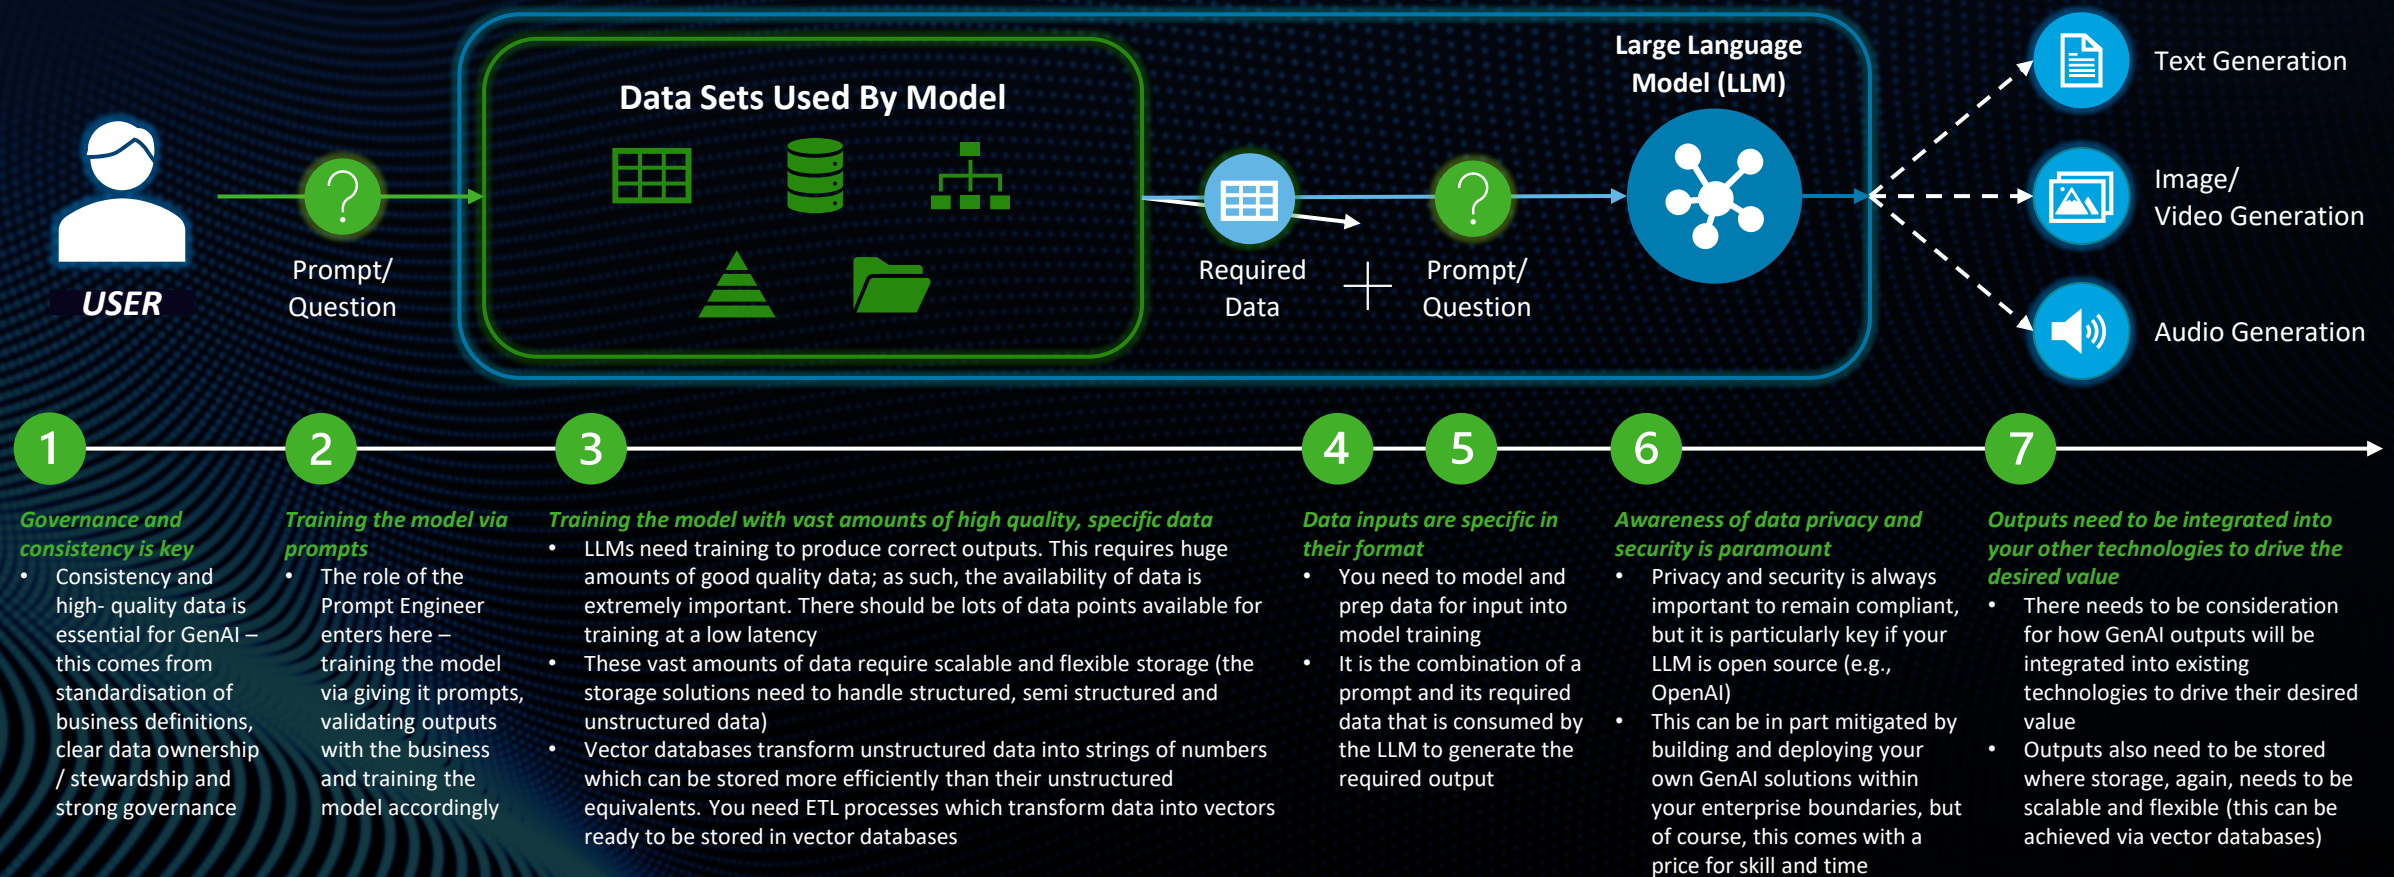 Data Sets Used By Model
Large Language
Model (LLM)
Text Generation
Image/
Video Generation
Audio Generation
USER
Prompt/
Question
Required
Data
Prompt/
Question
1
2
3
4
5
6
7
Governance and
consistency is key
• Consistency and
high- quality data is
essential for GenAI –
this comes from
standardisation of
business definitions,
clear data ownership
/ stewardship and
strong governance
Training the model via
prompts
• The role of the
Prompt Engineer
enters here –
training the model
via giving it prompts,
validating outputs
with the business
and training the
model accordingly
Training the model with vast amounts of high quality, specific data
• LLMs need training to produce correct outputs. This requires huge
amounts of good quality data; as such, the availability of data is
extremely important. There should be lots of data points available for
training at a low latency
• These vast amounts of data require scalable and flexible storage (the
storage solutions need to handle structured, semi structured and
unstructured data)
• Vector databases transform unstructured data into strings of numbers
which can be stored more efficiently than their unstructured
equivalents. You need ETL processes which transform data into vectors
ready to be stored in vector databases
Data inputs are specific in
their format
• You need to model and
prep data for input into
model training
• It is the combination of a
prompt and its required
data that is consumed by
the LLM to generate the
required output
Awareness of data privacy and
security is paramount
• Privacy and security is always
important to remain compliant,
but it is particularly key if your
LLM is open source (e.g.,
OpenAI)
• This can be in part mitigated by
building and deploying your
own GenAI solutions within
your enterprise boundaries, but
of course, this comes with a
price for skill and time
Outputs need to be integrated into
your other technologies to drive the
desired value
• There needs to be consideration
for how GenAI outputs will be
integrated into existing
technologies to drive their desired
value
• Outputs also need to be stored
where storage, again, needs to be
scalable and flexible (this can be
achieved via vector databases)